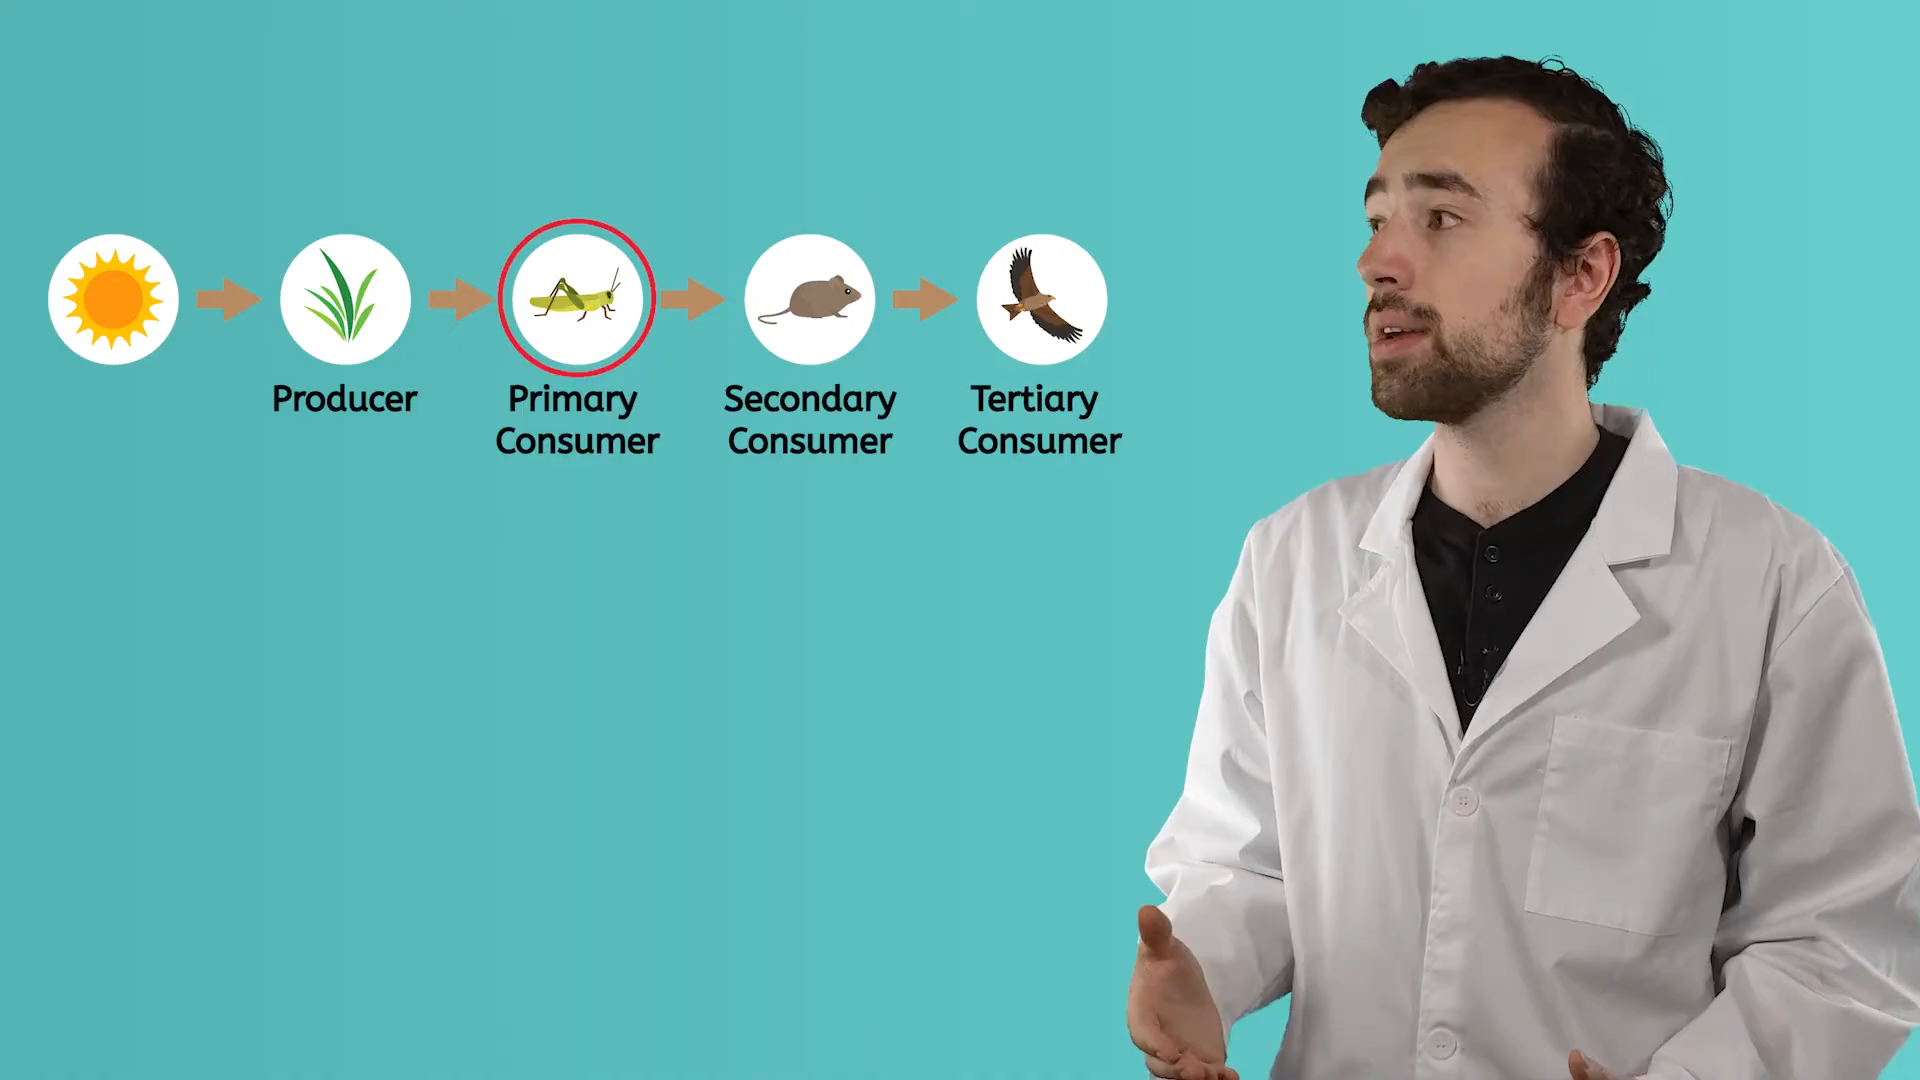 Producer
Primary
Consumer
Secondary
Consumer
Tertiary
Consumer